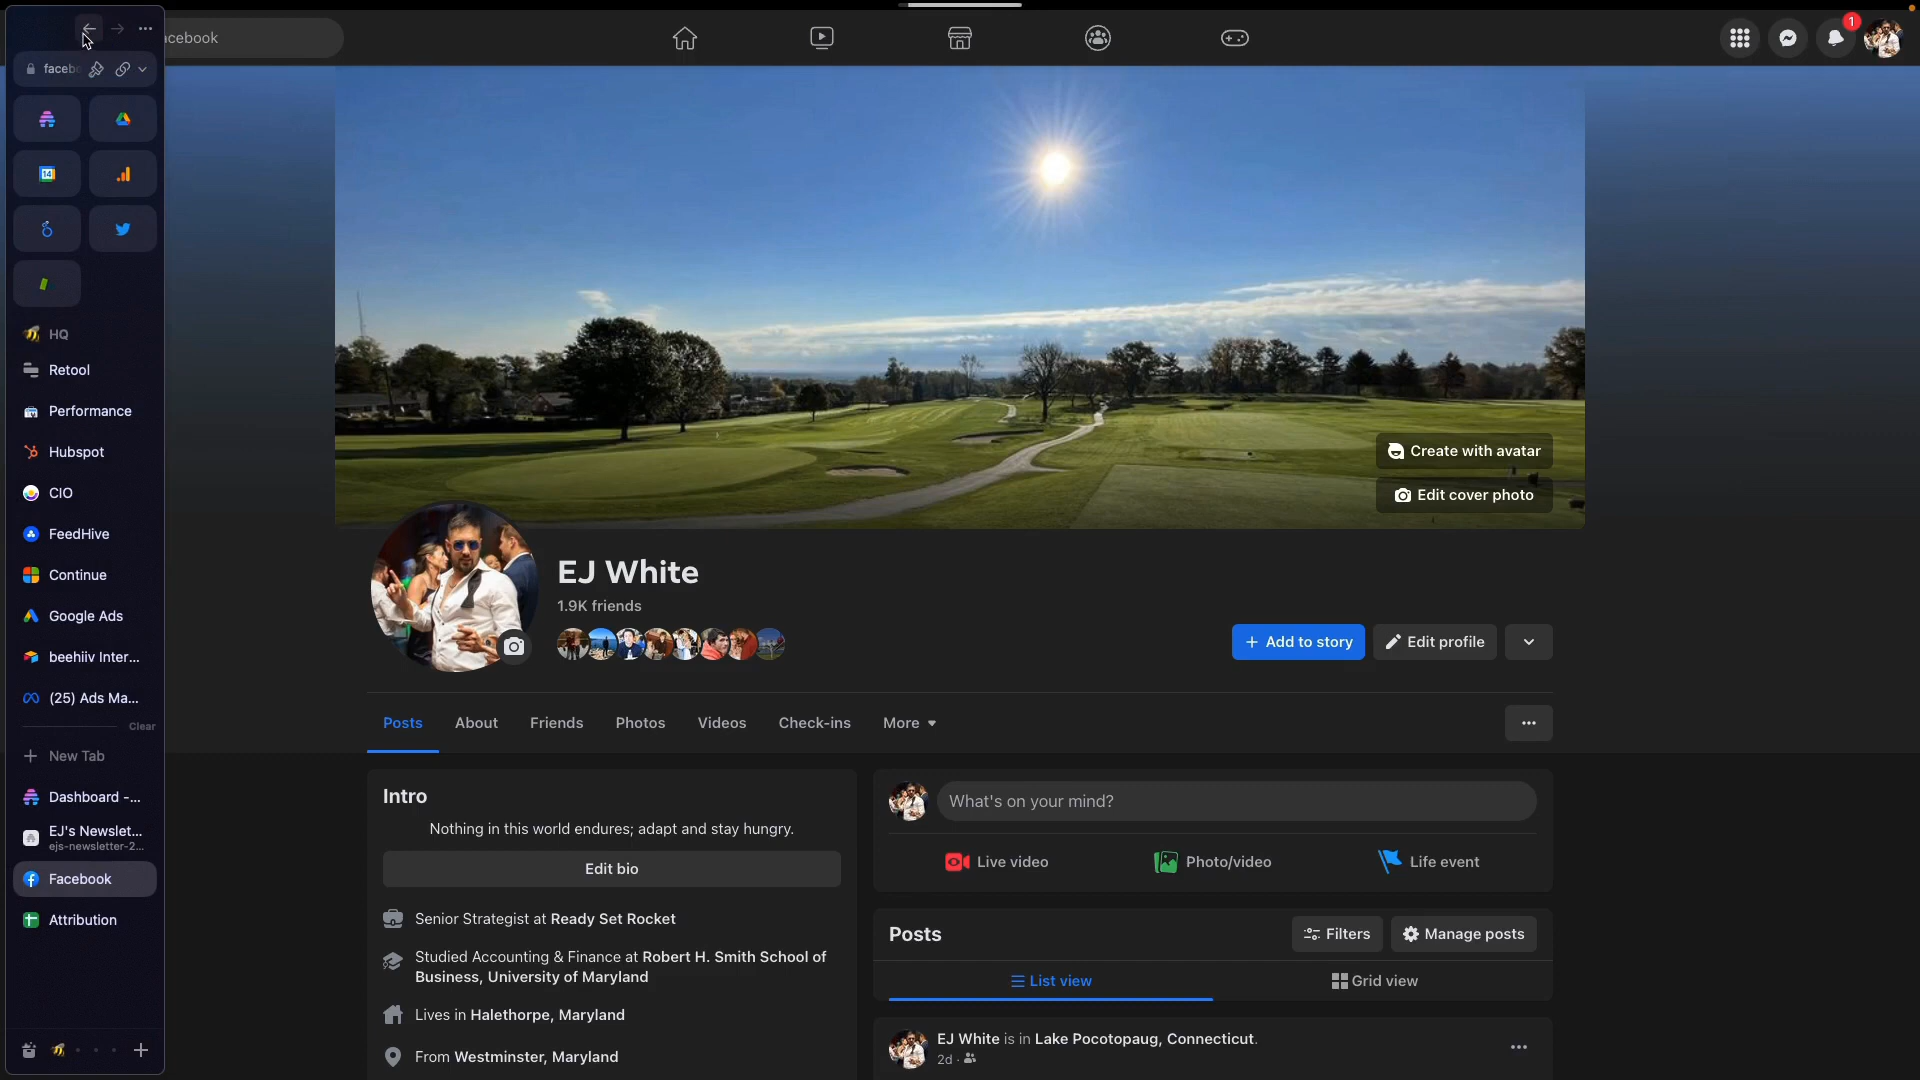 facebo
acebook
1
14
HQ
Retool
Performance
Hubspot
CIO
FeedHive
Continue
Google Ads
beehiiv Inter...
(25) Ads Ma...
Clear
New Tab
Dashboard -...
EJ's Newslet...
ejs-newsletter-2...
Facebook
Attribution
Create with avatar
Edit cover photo
EJ White
1.9K friends
+ Add to story
Edit profile
Posts About Friends Photos Videos Check-ins More
Intro
Nothing in this world endures; adapt and stay hungry.
Edit bio
Senior Strategist at Ready Set Rocket
Studied Accounting & Finance at Robert H. Smith School of
Business, University of Maryland
Lives in Halethorpe, Maryland
From Westminster, Maryland
What's on your mind?
Live video Photo/video Life event
Posts
Filters
Manage posts
List view
Grid view
EJ White is in Lake Pocotopaug, Connecticut.
2d ·